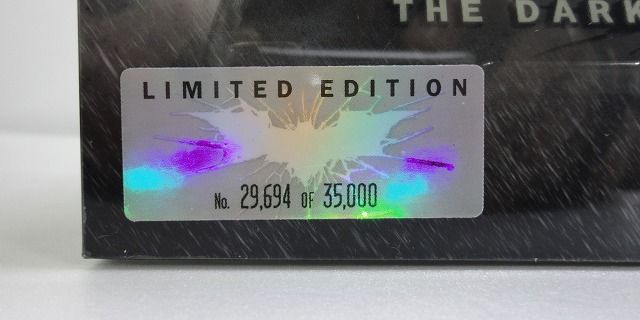 THE DARK
LIMITED EDITION
No. 29,694 OF 35,000